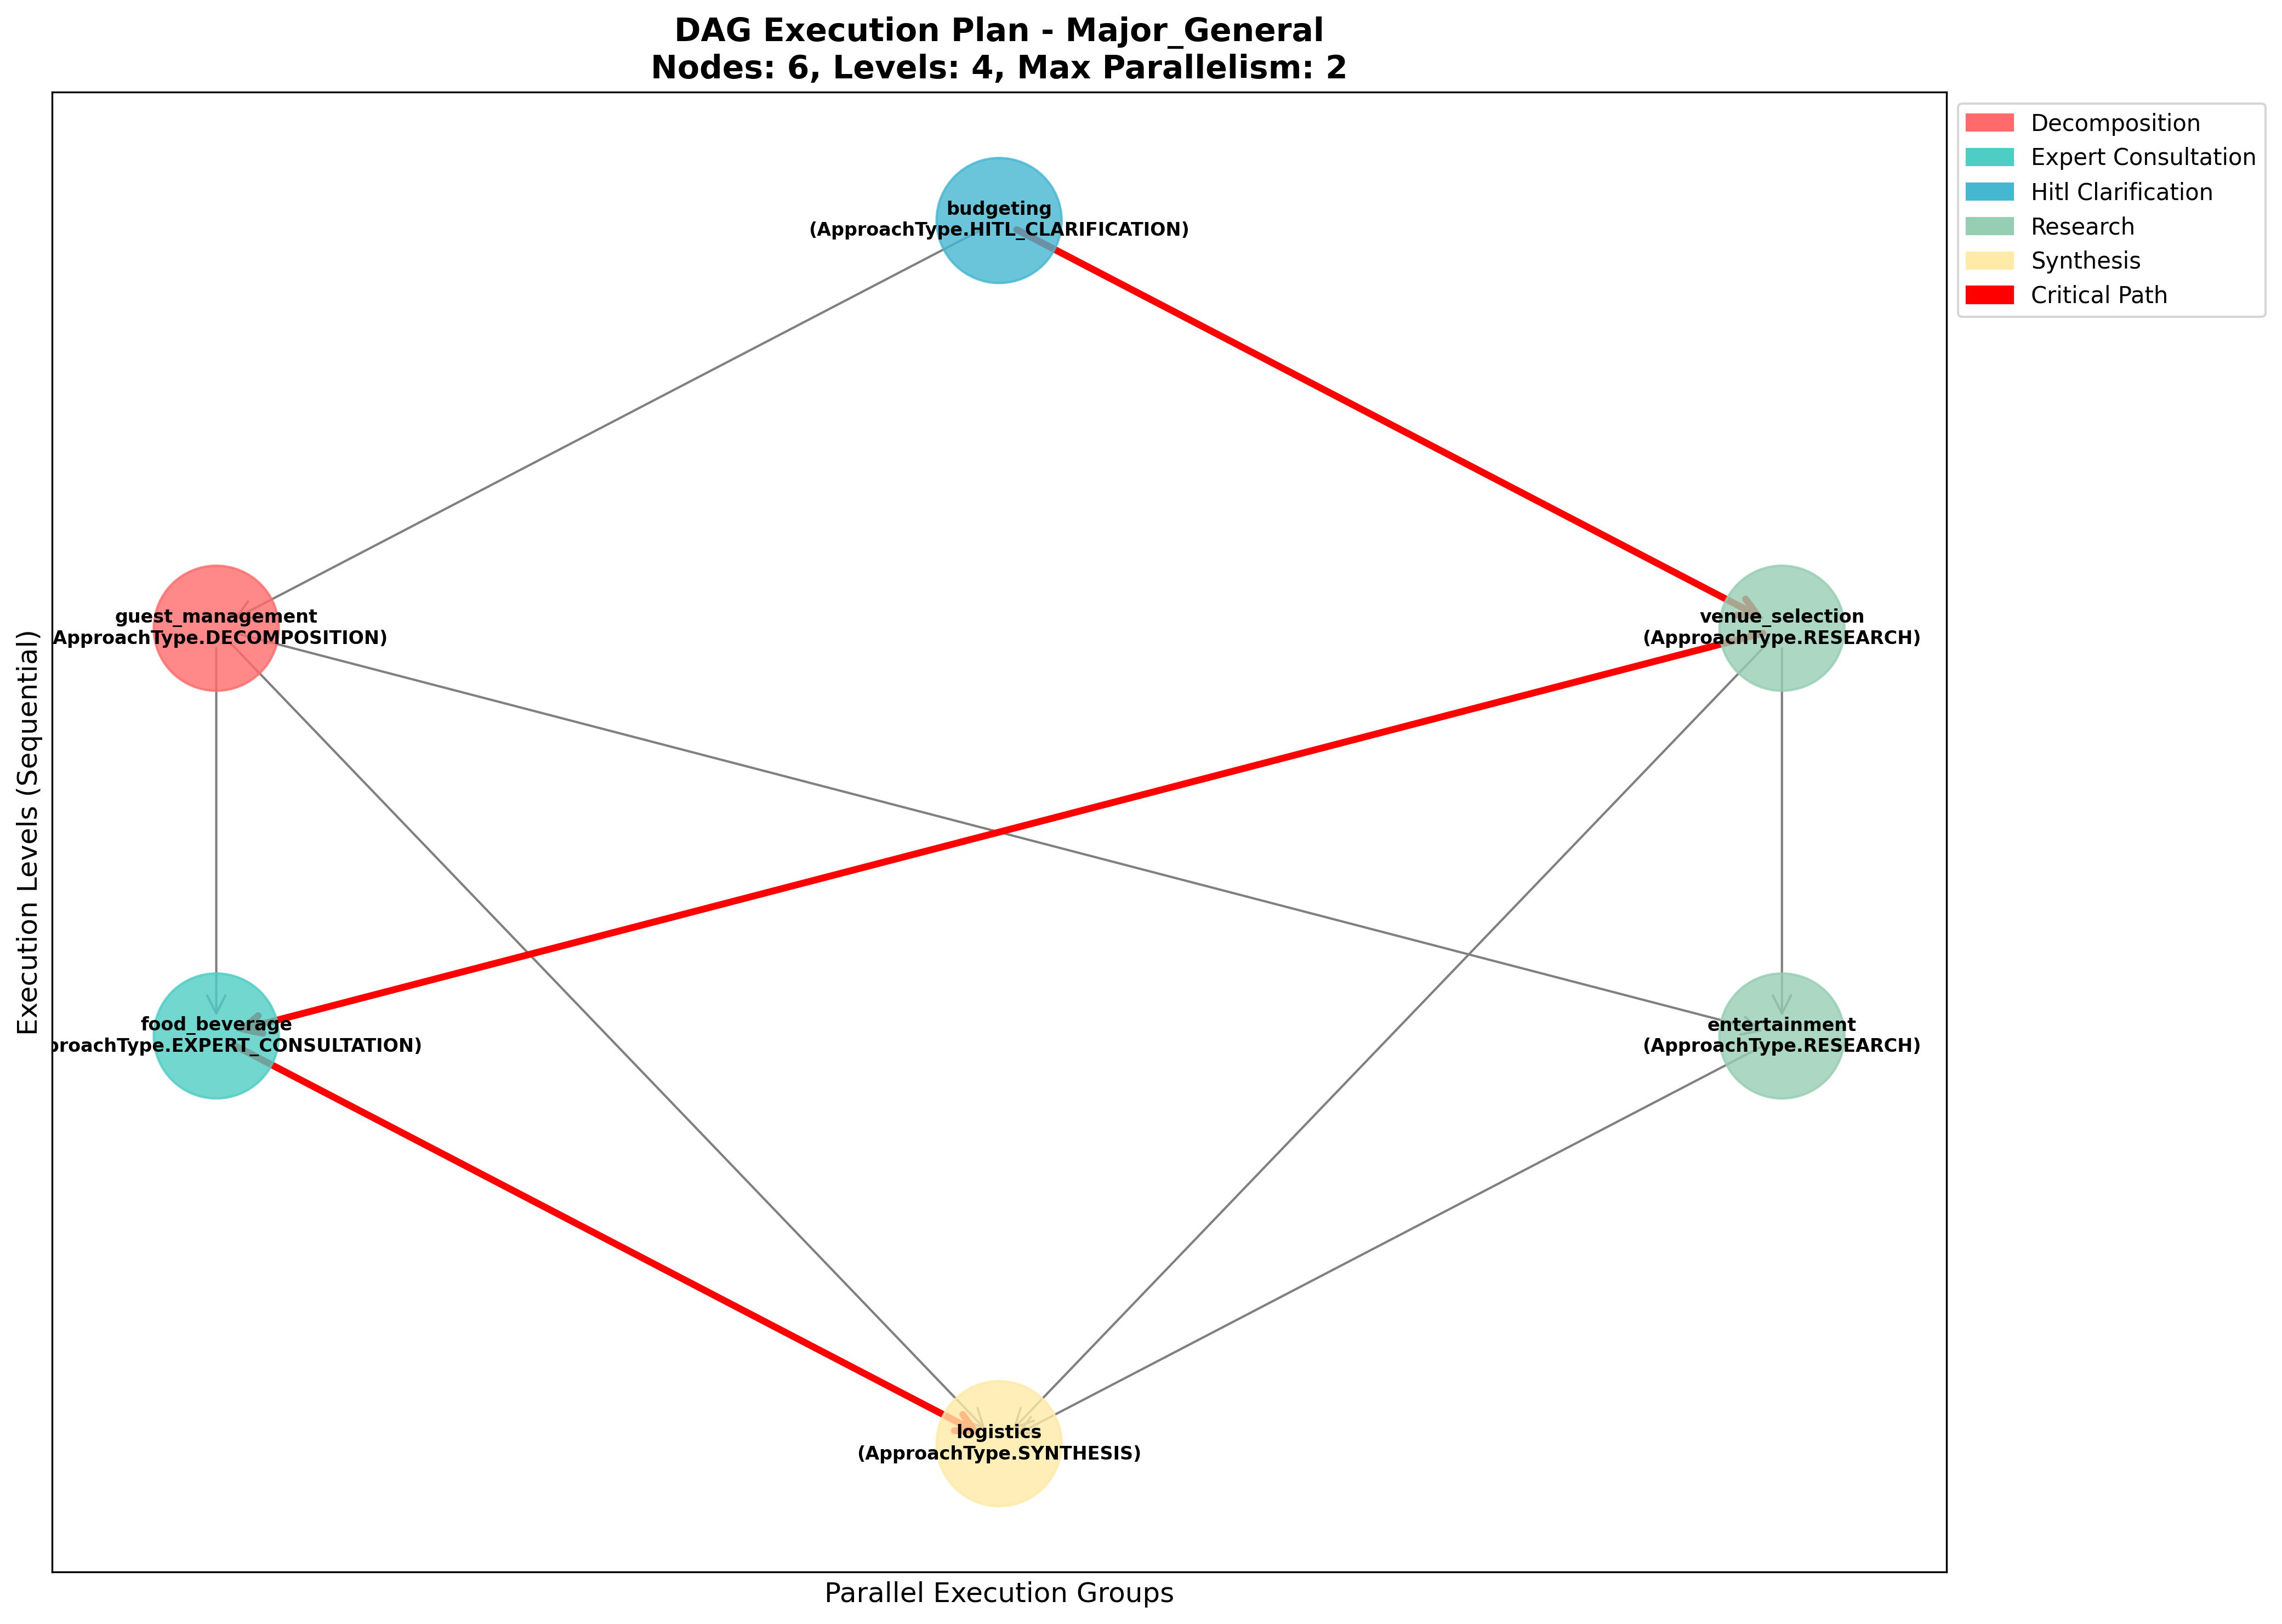 DAG Execution Plan - Major_General
Nodes: 6, Levels: 4, Max Parallelism: 2
Decomposition
Expert Consultation
Hitl Clarification
Research
Synthesis
Critical Path
budgeting
(ApproachType.HITL_CLARIFICATION)
guest_management
ApproachType.DECOMPOSITION)
venue_selection
(ApproachType.RESEARCH)
food_beverage
proachType.EXPERT_CONSULTATION)
entertainment
(ApproachType.RESEARCH)
logistics
(ApproachType.SYNTHESIS)
Execution Levels (Sequential)
Parallel Execution Groups